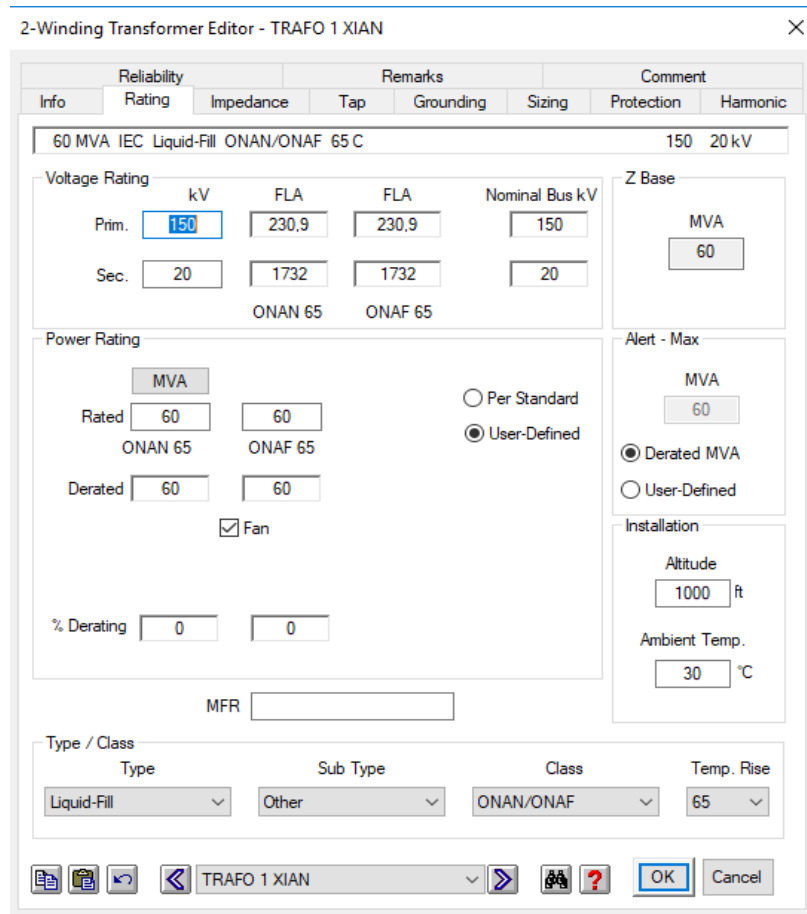 2-Winding Transformer Editor - TRAFO 1 XIAN
Reliability Remarks Comment
Info Rating Impedance Tap Grounding Sizing Protection Harmonic
60 MVA IEC Liquid-Fill ONAN/ONAF 65 C 150 20 kV
Voltage Rating
kV FLA FLA Nominal Bus kV
Prim. 150 230,9 230,9 150
Sec. 20 1732 1732 20
ONAN 65 ONAF 65
Z Base
MVA
60
Power Rating
MVA
Rated 60 60
ONAN 65 ONAF 65
Derated 60 60
Fan
% Derating 0 0
Per Standard
User-Defined
Alert - Max
MVA
60
Derated MVA
User-Defined
Installation
Altitude
1000 ft
Ambient Temp.
30 °C
MFR
Type / Class
Type Sub Type Class Temp. Rise
Liquid-Fill Other ONAN/ONAF 65
TRAFO 1 XIAN ? OK Cancel